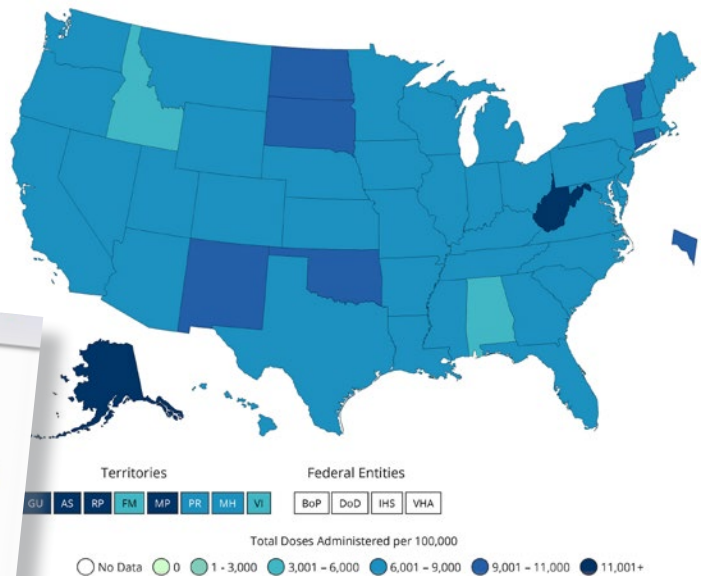 Territories
Federal Entities
GU AS RP FM MP PR MH VI
BoP DoD IHS VHA
Total Doses Administered per 100,000
No Data 0 1 - 3,000 3,001 – 6,000 6,001 – 9,000 9,001 – 11,000 11,001+